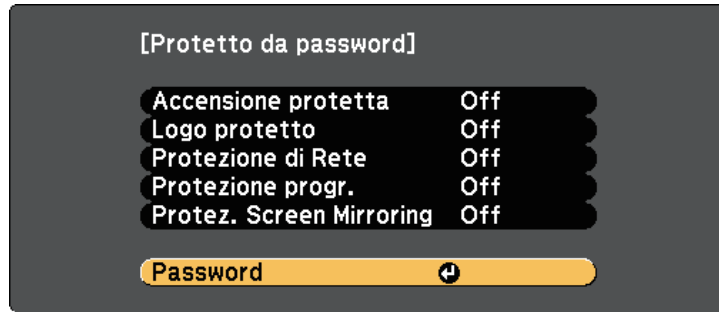 [Protetto da password]
Accensione protetta Off
Logo protetto Off
Protezione di Rete Off
Protezione progr. Off
Protez. Screen Mirroring Off
Password